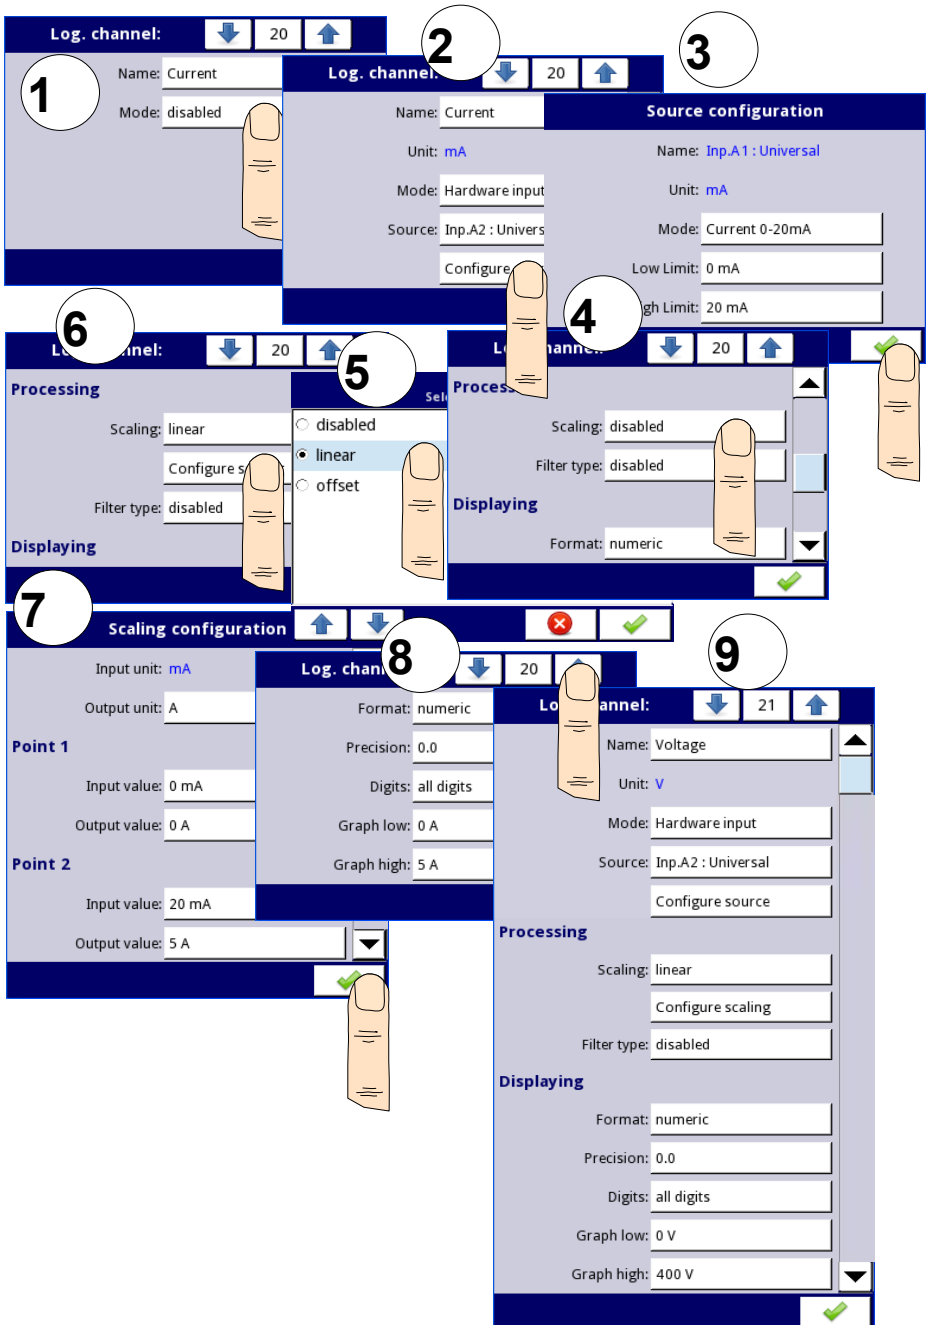 1
Log. channel:
20
Name: Current
Mode: disabled
2
Log. channel:
20
Name: Current
Unit: mA
Mode: Hardware input
Source: Inp.A2 : Univers
Configure
3
Source configuration
Name: Inp.A1 : Universal
Unit: mA
Mode: Current 0-20mA
Low Limit: 0 mA
gh Limit: 20 mA
4
20
Process
Scaling: disabled
Filter type: disabled
Displaying
Format: numeric
5
Sel
disabled
linear
offset
6
nnel:
20
Processing
Scaling: linear
Configure s
Filter type: disabled
Displaying
7
Scaling configuration
Input unit: mA
Output unit: A
Point 1
Input value: 0 mA
Output value: 0 A
Point 2
Input value: 20 mA
Output value: 5 A
8
Log. chan
20
Format: numeric
Precision: 0.0
Digits: all digits
Graph low: 0 A
Graph high: 5 A
9
annel:
21
Name: Voltage
Unit: V
Mode: Hardware input
Source: Inp.A2 : Universal
Configure source
Processing
Scaling: linear
Configure scaling
Filter type: disabled
Displaying
Format: numeric
Precision: 0.0
Digits: all digits
Graph low: 0 V
Graph high: 400 V